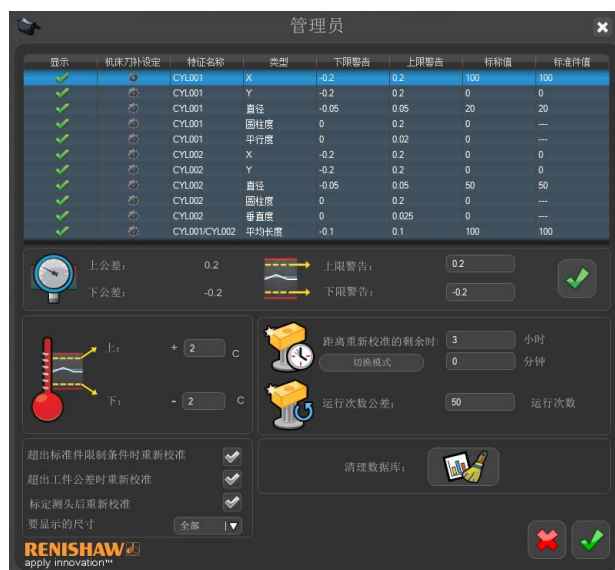 管理员
显示 机床刀补设定 特征名称 类型 下限警告 上限警告 标称值 标准件值
CYL001 X -0.2 0.2 100 100
CYL001 Y -0.2 0.2 0 0
CYL001 直径 -0.05 0.05 20 20
CYL001 圆柱度 0 0.2 0 ---
CYL001 平行度 0 0.02 0 ---
CYL002 X -0.2 0.2 0 0
CYL002 Y -0.2 0.2 0 0
CYL002 直径 -0.05 0.05 50 50
CYL002 圆柱度 0 0.2 0 ---
CYL002 垂直度 0 0.025 0 ---
CYL001/CYL002 平均长度 -0.1 0.1 100 100
上公差: 0.2 上限警告: 0.2
下公差: -0.2 下限警告: -0.2
上: + 2 C
下: - 2 C
距离重新校准的剩余时 3 小时
切换模式 0 分钟
运行次数公差: 50 运行次数
超出标准件限制条件时重新校准
超出工件公差时重新校准
标定测头后重新校准
要显示的尺寸 全部
清理数据库:
RENISHAW
apply innovation™